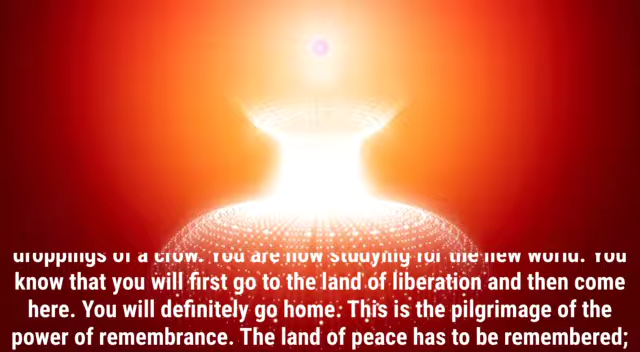 droppings of a crow. You are now studying for the new world. You
know that you will first go to the land of liberation and then come
here. You will definitely go home. This is the pilgrimage of the
power of remembrance. The land of peace has to be remembered;